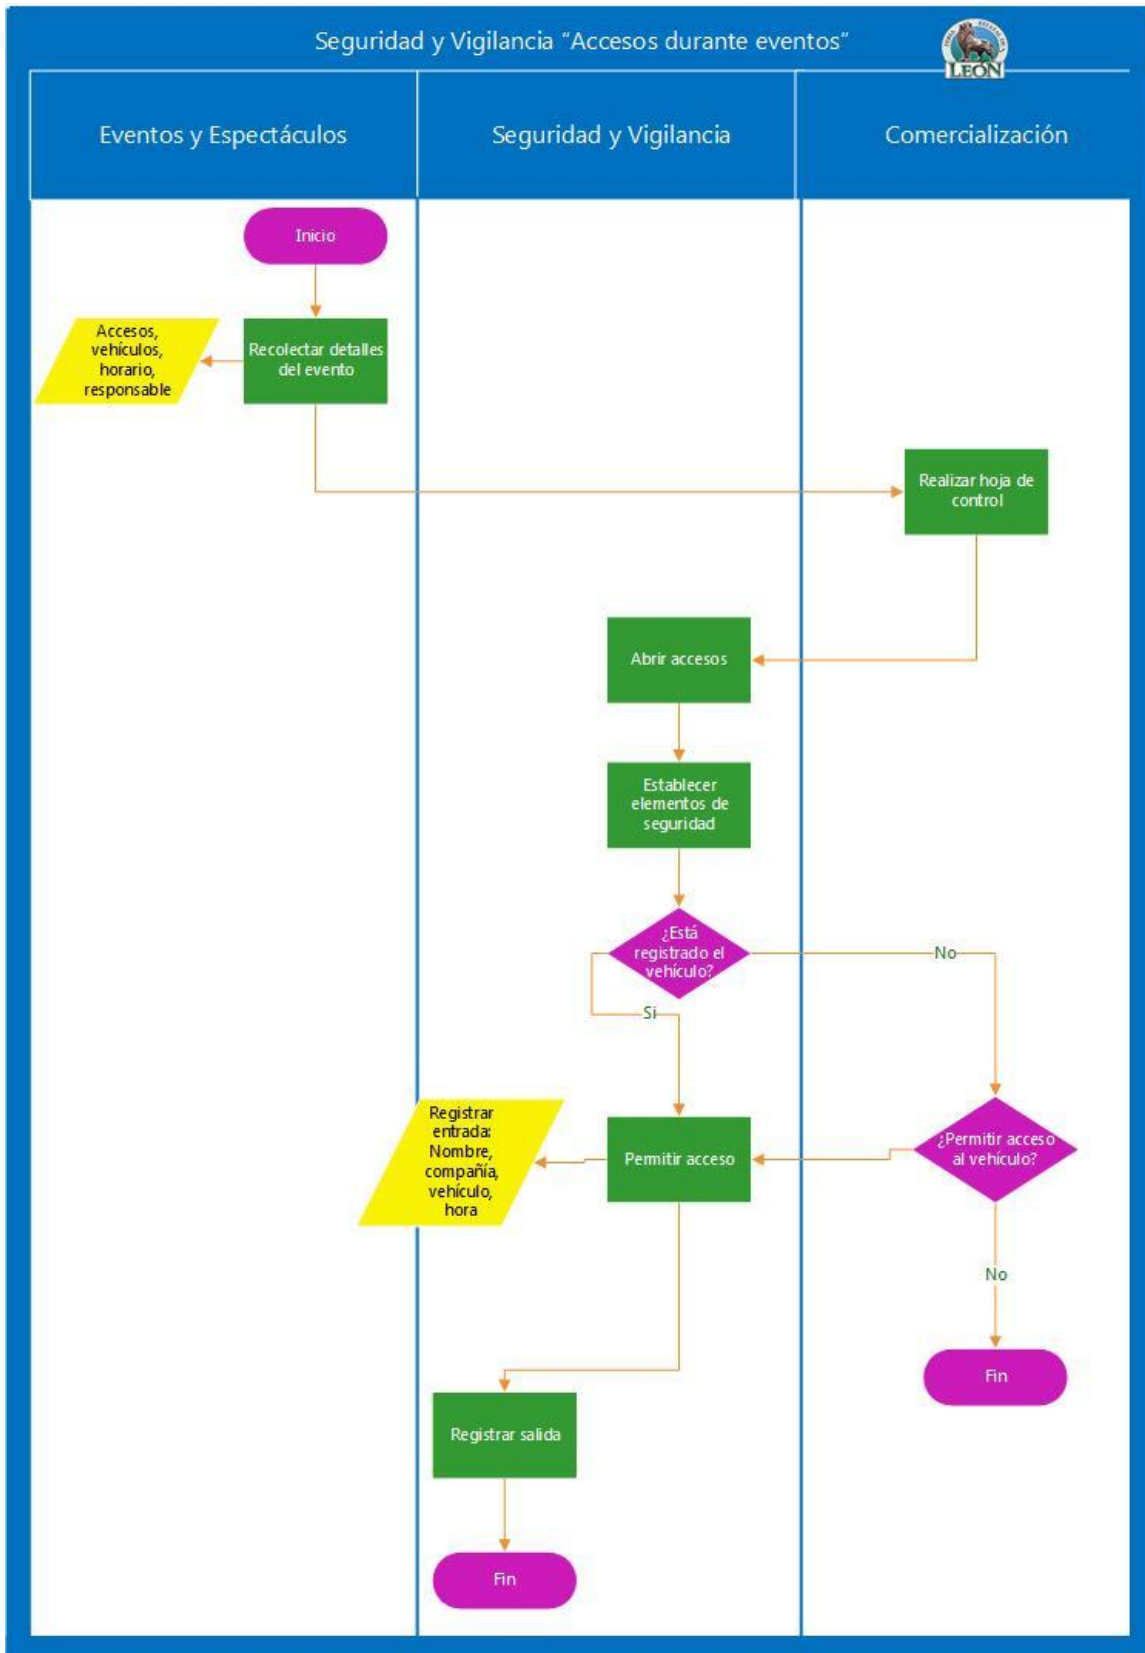 Seguridad y Vigilancia “Accesos durante eventos”
LEÓN
Eventos y Espectáculos
Seguridad y Vigilancia
Comercialización
Inicio
Accesos,
vehículos,
horario,
responsable
Recolectar detalles
del evento
Realizar hoja de
control
Abrir accesos
Establecer
elementos de
seguridad
¿Está
registrado el
vehículo?
No
Si
Registrar
entrada:
Nombre,
compañía,
vehículo,
hora
Permitir acceso
¿Permitir acceso
al vehículo?
No
Fin
Registrar salida
Fin